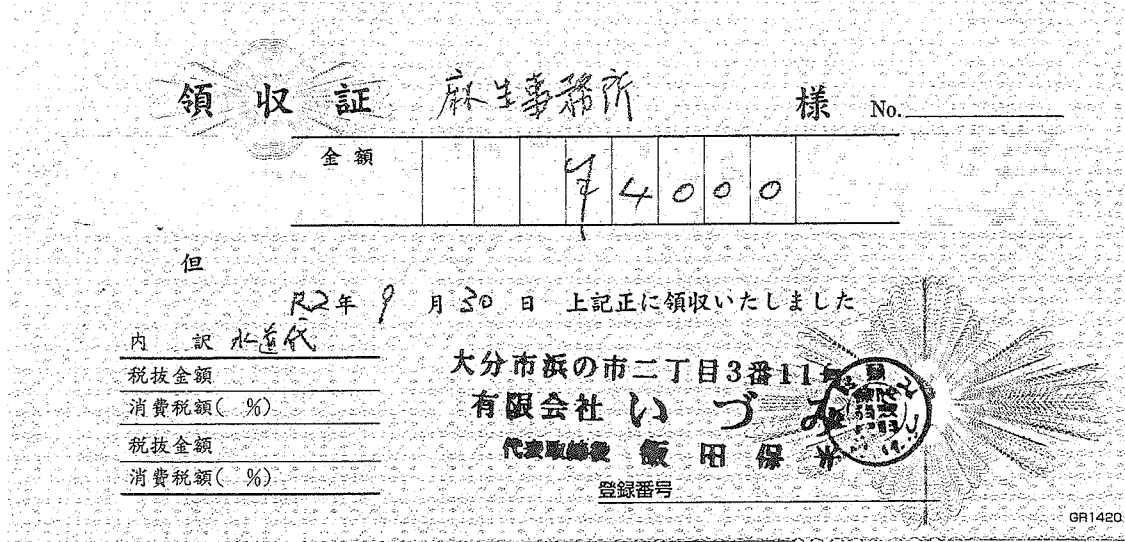 領収証 麻生事務所 様 No.
金額 ¥4000
但
R2年 9月30日 上記正に領収いたしました
内訳 水道代
税抜金額
消費税額( %)
税抜金額
消費税額( %)
大分市浜の市二丁目3番11号
有限会社 いづみ
代表取締役 飯田保
登録番号
GR1420